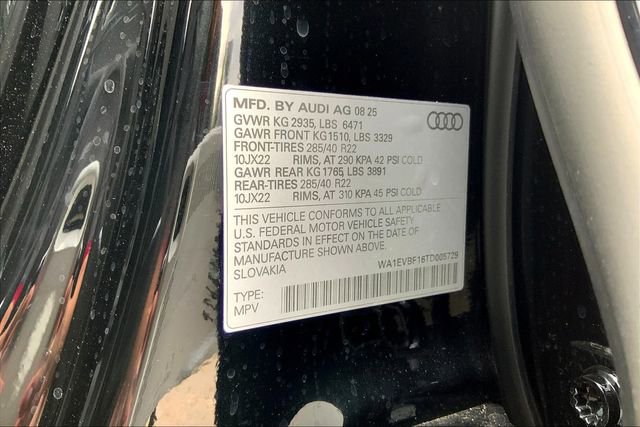 MFD. BY AUDI AG 08 25
GVWR KG 2935, LBS 6471
GAWR FRONT KG1510, LBS 3329
FRONT-TIRES 285/40 R22
10JX22 RIMS, AT 290 KPA 42 PSI COLD
GAWR REAR KG1765 LBS 3891
REAR-TIRES 285/40 R22
10JX22 RIMS, AT 310 KPA 45 PSI COLD
THIS VEHICLE CONFORMS TO ALL APPLICABLE
U.S. FEDERAL MOTOR VEHICLE SAFETY
STANDARDS IN EFFECT ON THE DATE OF
MANUFACTURE SHOWN ABOVE.
SLOVAKIA
WA1EVBF16TD005729
TYPE:
MPV